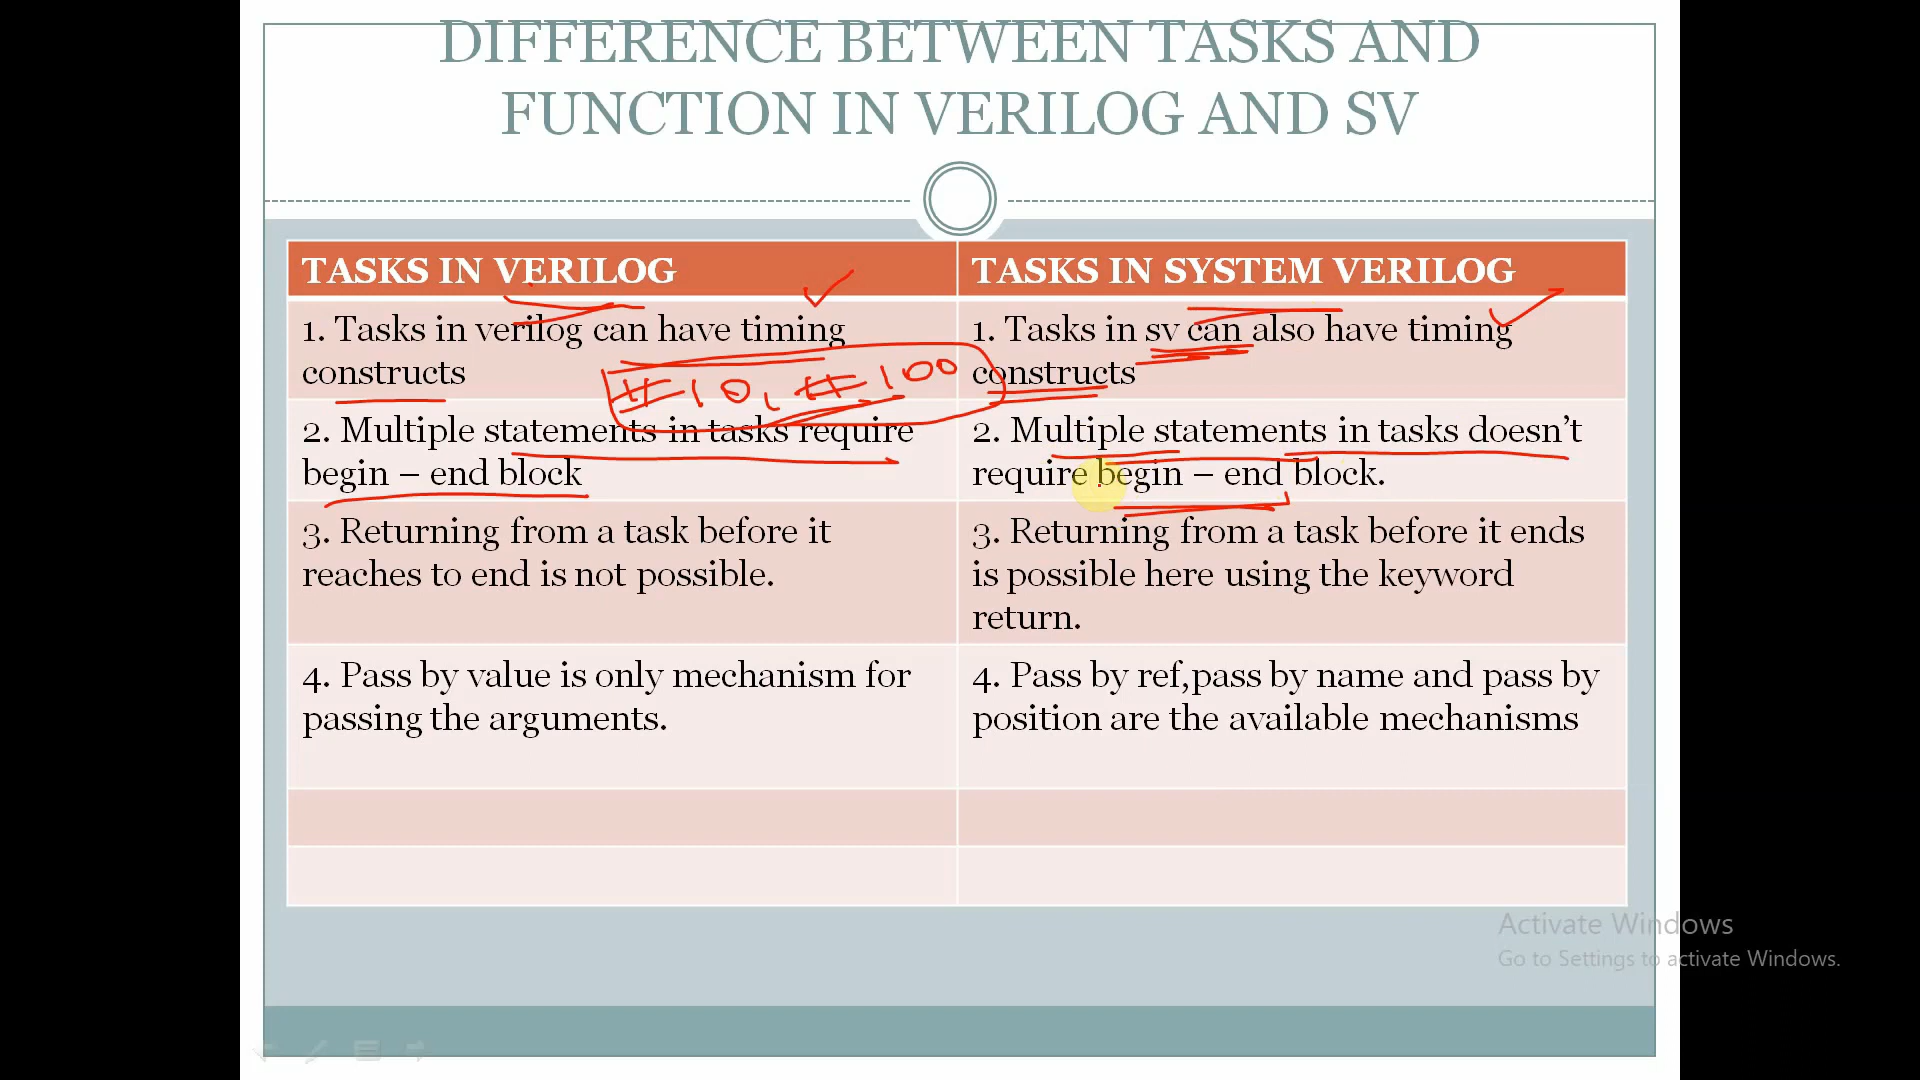 DIFFERENCE BETWEEN TASKS AND
FUNCTION IN VERILOG AND SV
TASKS IN VERILOG
TASKS IN SYSTEM VERILOG
1. Tasks in verilog can have timing
constructs
#10, #100
1. Tasks in sv can also have timing
constructs
2. Multiple statements in tasks require
begin – end block
2. Multiple statements in tasks doesn't
require begin – end block.
3. Returning from a task before it
reaches to end is not possible.
3. Returning from a task before it ends
is possible here using the keyword
return.
4. Pass by value is only mechanism for
passing the arguments.
4. Pass by ref,pass by name and pass by
position are the available mechanisms
Activate Windows
Go to Settings to activate Windows.